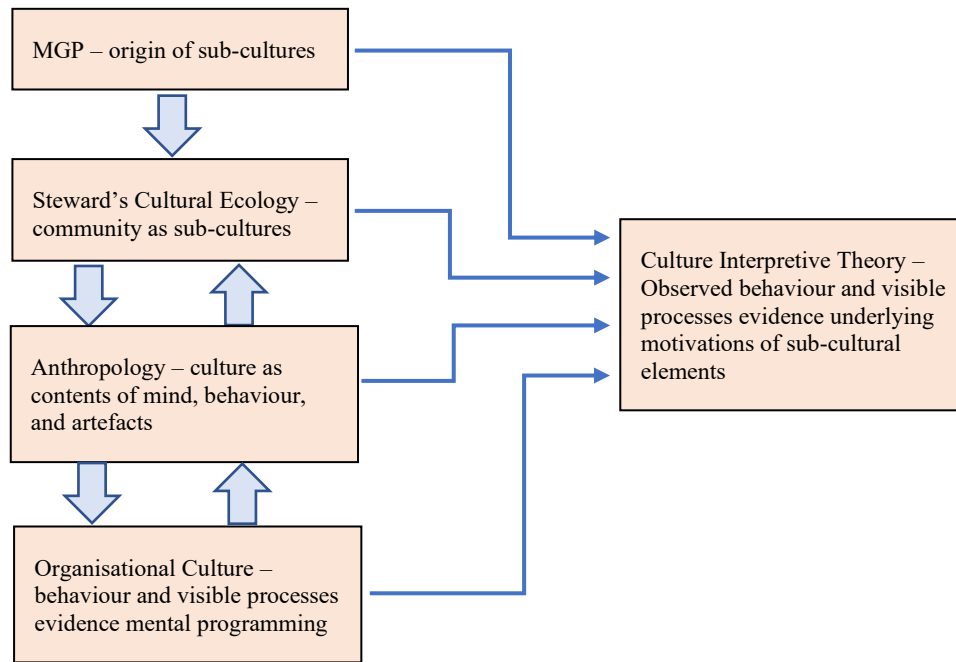 MGP – origin of sub-cultures
Steward’s Cultural Ecology –
community as sub-cultures
Anthropology – culture as
contents of mind, behaviour,
and artefacts
Organisational Culture –
behaviour and visible processes
evidence mental programming
Culture Interpretive Theory –
Observed behaviour and visible
processes evidence underlying
motivations of sub-cultural
elements